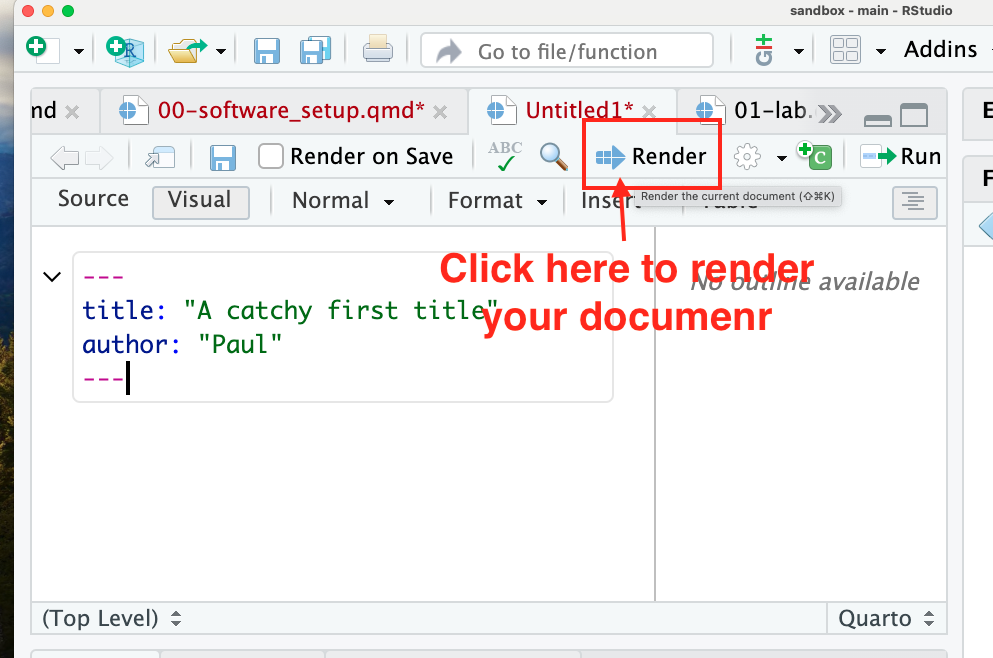 sandbox - main - RStudio
Go to file/function
Addins
nd
00-software_setup.qmd*
Untitled1*
01-lab.
Render on Save
ABC
Render
C
Run
Source
Visual
Normal
Format
Insert
Table
Render the current document (⇧⌘K)
Click here to render
your documenr
No outline available
---
title: "A catchy first title"
author: "Paul"
---
(Top Level)
Quarto